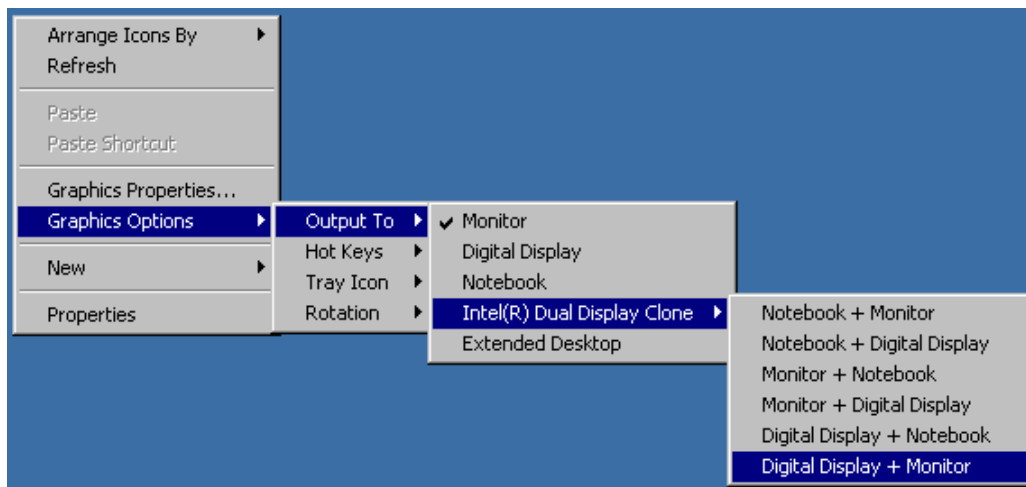 Arrange Icons By
Refresh
Paste
Paste Shortcut
Graphics Properties...
Graphics Options
New
Properties
Output To
Hot Keys
Tray Icon
Rotation
Monitor
Digital Display
Notebook
Intel(R) Dual Display Clone
Extended Desktop
Notebook + Monitor
Notebook + Digital Display
Monitor + Notebook
Monitor + Digital Display
Digital Display + Notebook
Digital Display + Monitor